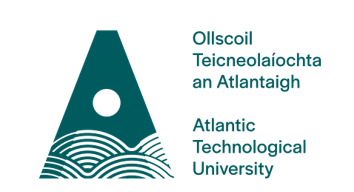 Ollscoil
Teicneolaíochta
an Atlantaigh
Atlantic
Technological
University